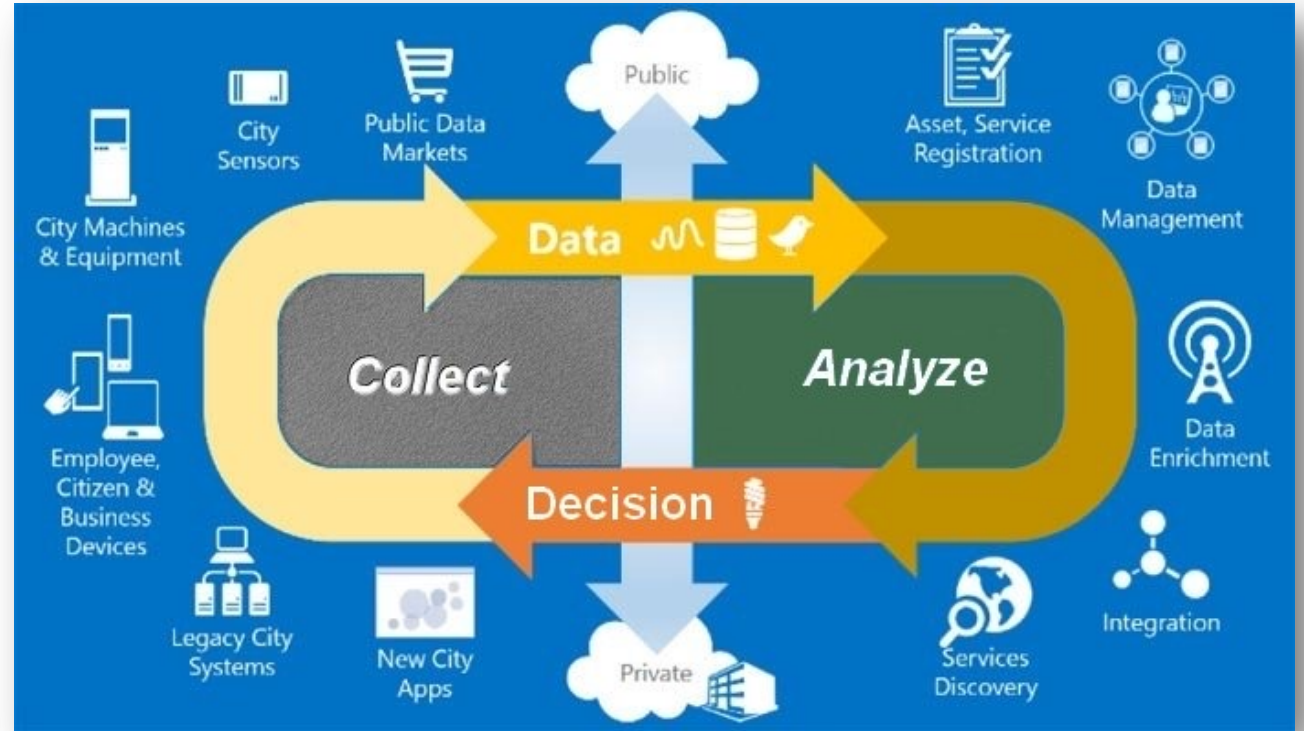 Public
City
Sensors
Public Data
Markets
Asset, Service
Registration
Data
Management
City Machines
& Equipment
Data
Collect
Analyze
Employee,
Citizen &
Business
Devices
Data
Enrichment
Decision
Legacy City
Systems
New City
Apps
Private
Services
Discovery
Integration